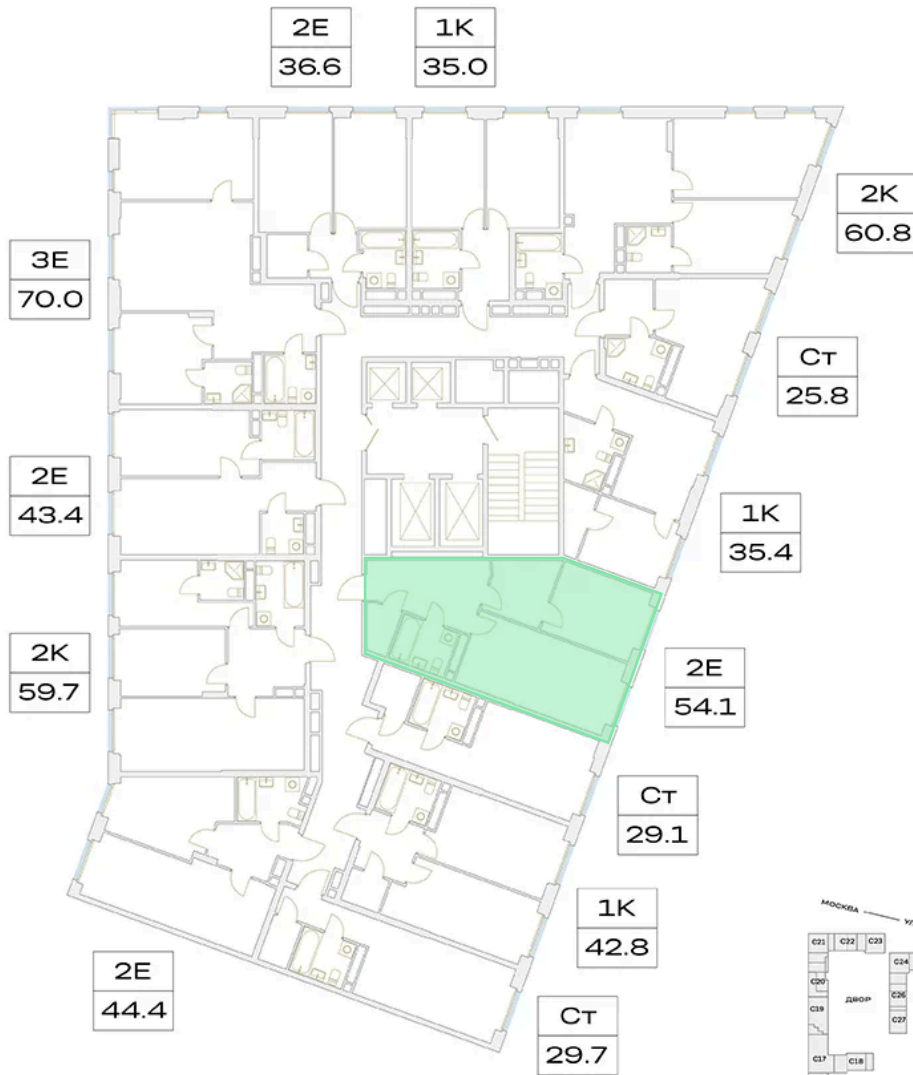 2Е
36.6
1К
35.0
2К
60.8
3Е
70.0
Ст
25.8
2Е
43.4
1К
35.4
2К
59.7
2Е
54.1
Ст
29.1
1К
42.8
2Е
44.4
Ст
29.7
МОСКВА
С21 С22 С23
С24
С20
С19
ДВОР
С26
С27
С17 С18